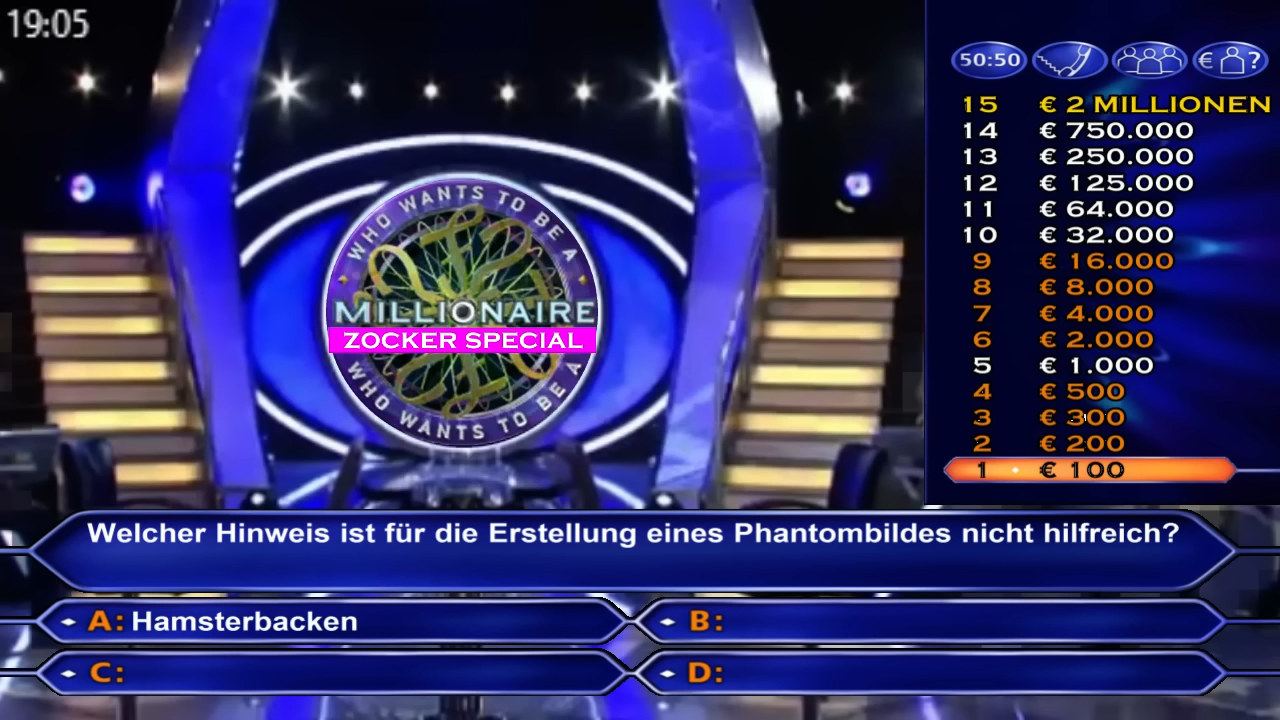 19:05
50:50
€ ?
15 € 2 MILLIONEN
14 € 750.000
13 € 250.000
12 € 125.000
11 € 64.000
10 € 32.000
9 € 16.000
8 € 8.000
7 € 4.000
6 € 2.000
5 € 1.000
4 € 500
3 € 300
2 € 200
1 € 100
WHO WANTS TO BE A
MILLIONAIRE
ZOCKER SPECIAL
WHO WANTS TO BE A
Welcher Hinweis ist für die Erstellung eines Phantombildes nicht hilfreich?
A: Hamsterbacken
B:
C:
D: